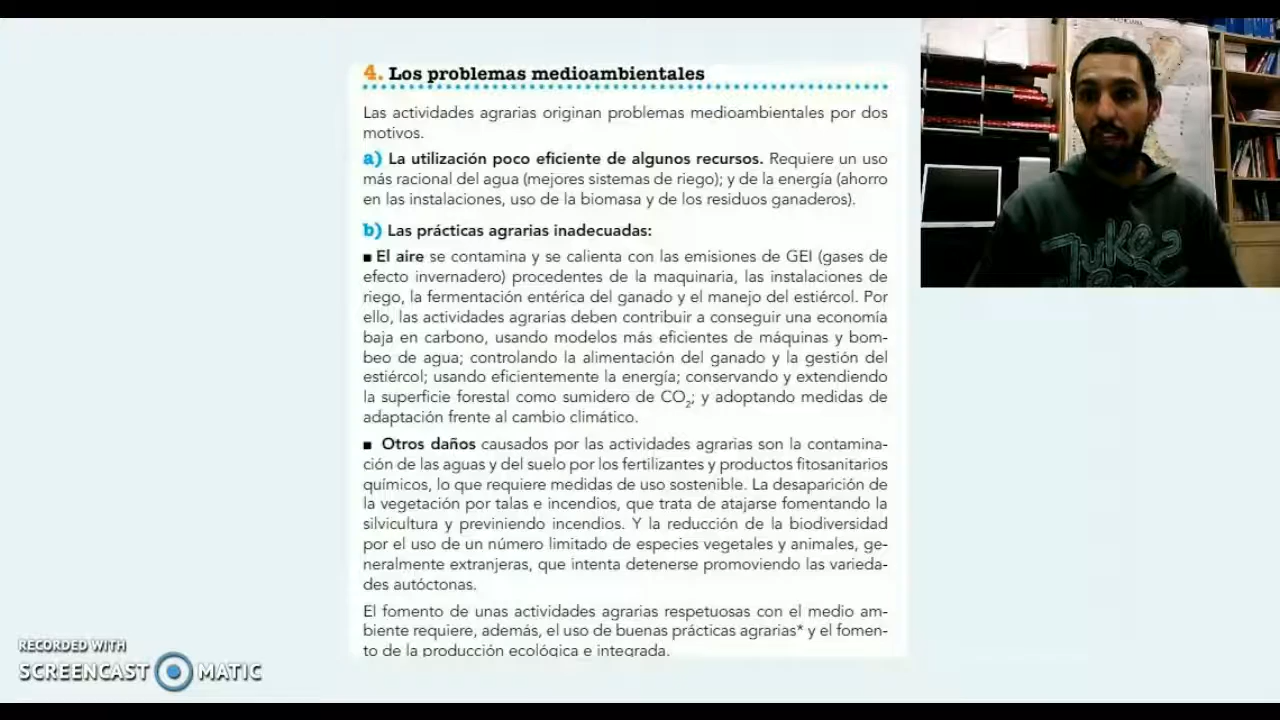 4. Los problemas medioambientales
Las actividades agrarias originan problemas medioambientales por dos
motivos.
a) La utilización poco eficiente de algunos recursos. Requiere un uso
más racional del agua (mejores sistemas de riego); y de la energía (ahorro
en las instalaciones, uso de la biomasa y de los residuos ganaderos).
b) Las prácticas agrarias inadecuadas:
■ El aire se contamina y se calienta con las emisiones de GEI (gases de
efecto invernadero) procedentes de la maquinaria, las instalaciones de
riego, la fermentación entérica del ganado y el manejo del estiércol. Por
ello, las actividades agrarias deben contribuir a conseguir una economía
baja en carbono, usando modelos más eficientes de máquinas y bom-
beo de agua; controlando la alimentación del ganado y la gestión del
estiércol; usando eficientemente la energía; conservando y extendiendo
la superficie forestal como sumidero de CO₂; y adoptando medidas de
adaptación frente al cambio climático.
■ Otros daños causados por las actividades agrarias son la contamina-
ción de las aguas y del suelo por los fertilizantes y productos fitosanitarios
químicos, lo que requiere medidas de uso sostenible. La desaparición de
la vegetación por talas e incendios, que trata de atajarse fomentando la
silvicultura y previniendo incendios. Y la reducción de la biodiversidad
por el uso de un número limitado de especies vegetales y animales, ge-
neralmente extranjeras, que intenta detenerse promoviendo las varieda-
des autóctonas.
El fomento de unas actividades agrarias respetuosas con el medio am-
biente requiere, además, el uso de buenas prácticas agrarias* y el fomen-
to de la producción ecológica e integrada.
RECORDED WITH
SCREENCAST MATIC